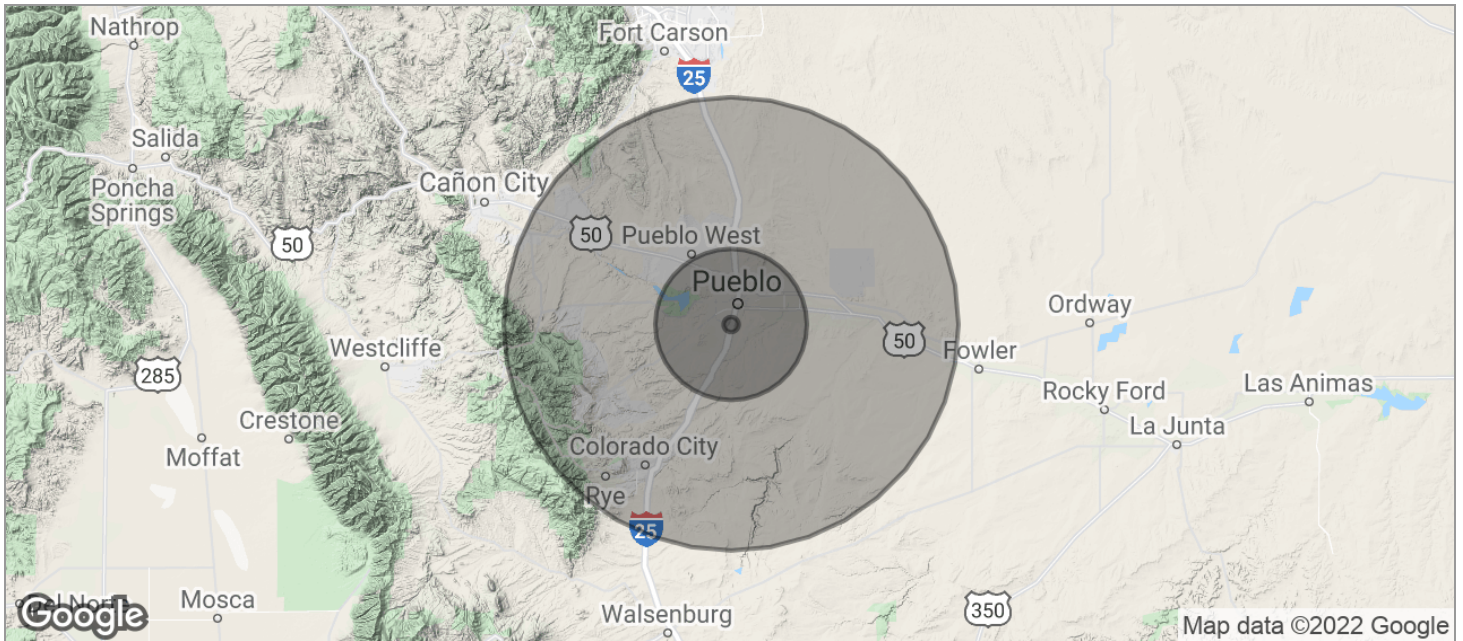 Nathrop
Fort Carson
25
Salida
Poncha
Springs
Cañon City
50
50
Pueblo West
Pueblo
Ordway
50
Fowler
Westcliffe
285
Rocky Ford
Las Animas
Crestone
La Junta
Moffat
Colorado City
Rye
25
Del Norte
Mosca
Walsenburg
350
Google
Map data ©2022 Google